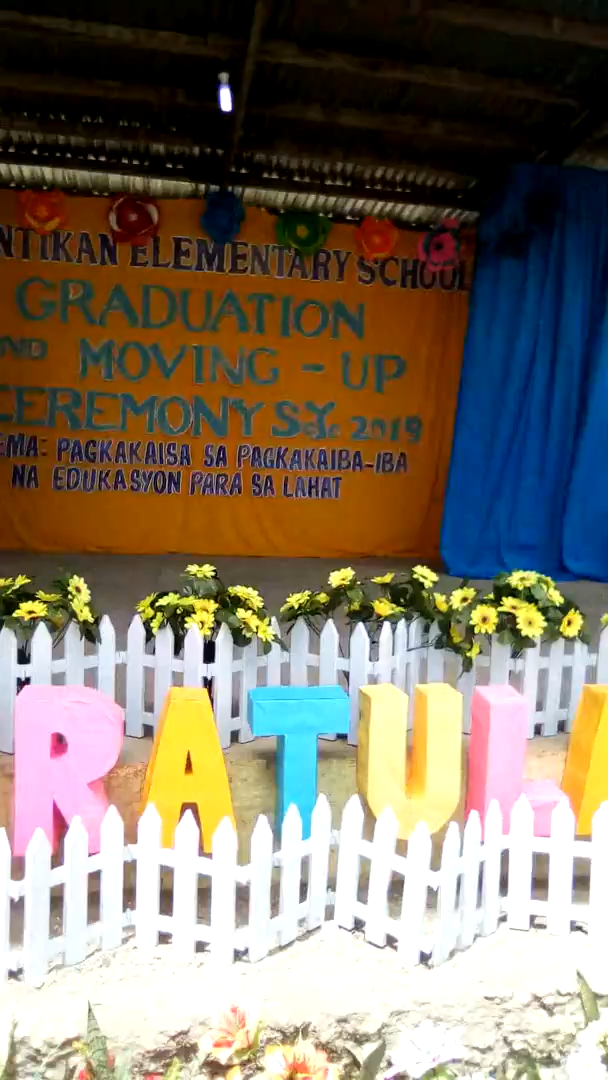 NTIKAN ELEMENTARY SCHOOL
GRADUATION
ND MOVING - UP
CEREMONY S.Y. 2019
EMA: PAGKAKAISA SA PAGKAKAIBA-IBA
NA EDUKASYON PARA SA LAHAT
RATULA